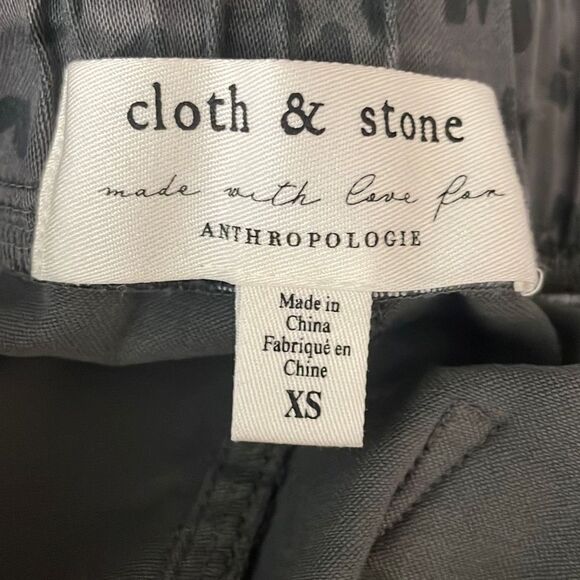 cloth & stone
made with love for
ANTHROPOLOGIE
Made in
China
Fabriqué en
Chine
XS